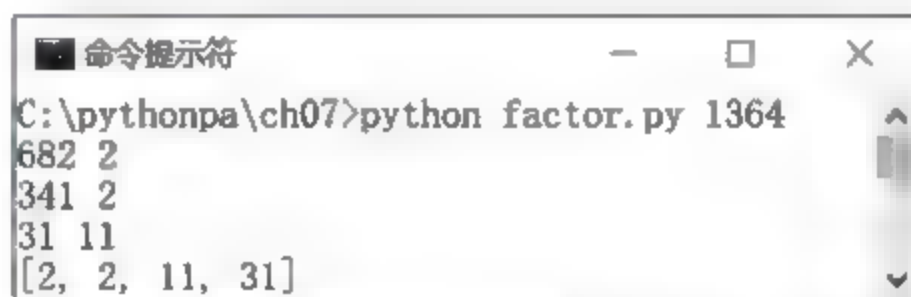 命令提示符
C:\pythonpa\ch07>python factor.py 1364
682 2
341 2
31 11
[2, 2, 11, 31]